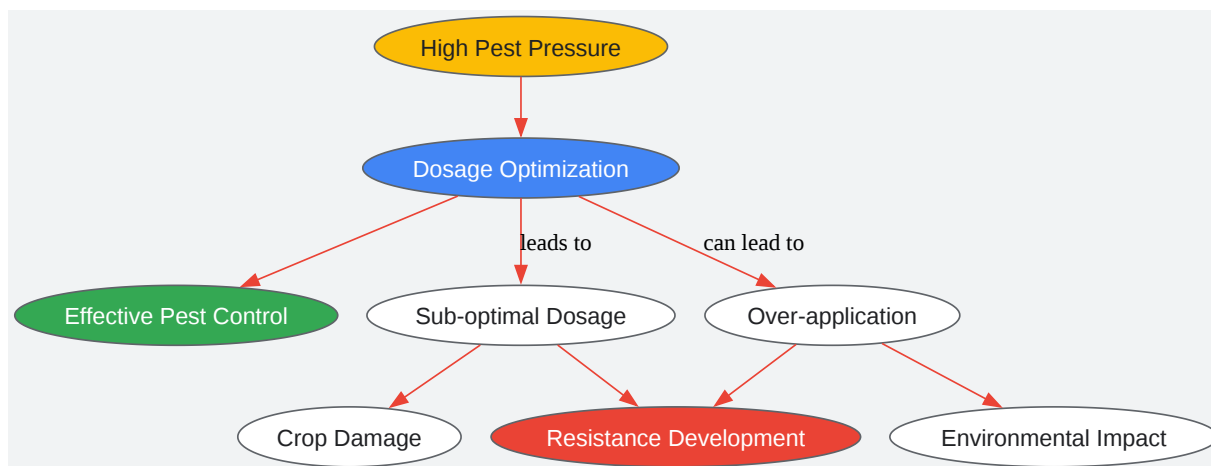 High Pest Pressure
Dosage Optimization
leads to
can lead to
Effective Pest Control
Sub-optimal Dosage
Over-application
Crop Damage
Resistance Development
Environmental Impact